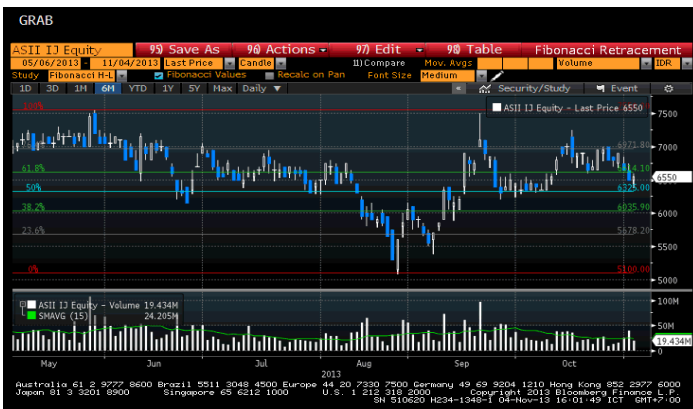 GRAB
ASII IJ Equity 95) Save As 96) Actions 97) Edit 98) Table Fibonacci Retracement
05/06/2013 - 11/04/2013 Last Price Candle 11) Compare Mov. Avgs Volume IDR
Study Fibonacci H-L Fibonacci Values Recalc on Pan Font Size Medium
1D 3D 1M 6M YTD 1Y 5Y Max Daily ▼ « Security/Study Event
ASII IJ Equity - Last Price 6550
100%
7500
7000
6971.80
61.8%
6550
50% 6325.00
38.2% 6035.90
6000
23.6% 5678.20
5500
0% 5100.00
5000
ASII IJ Equity - Volume 19.434M
SMAVG (15) 24.205M
100M
50M
19.434M
0
May Jun Jul Aug Sep Oct
2013
Australia 61 2 9777 8600 Brazil 5511 3048 4500 Europe 44 20 7330 7500 Germany 49 69 9204 1210 Hong Kong 852 2977 6000
Japan 81 3 3201 8900 Singapore 65 6212 1000 U.S. 1 212 318 2000 Copyright 2013 Bloomberg Finance L.P.
SN 510620 H234-1348-1 04-Nov-13 16:01:49 ICT GMT+7:00